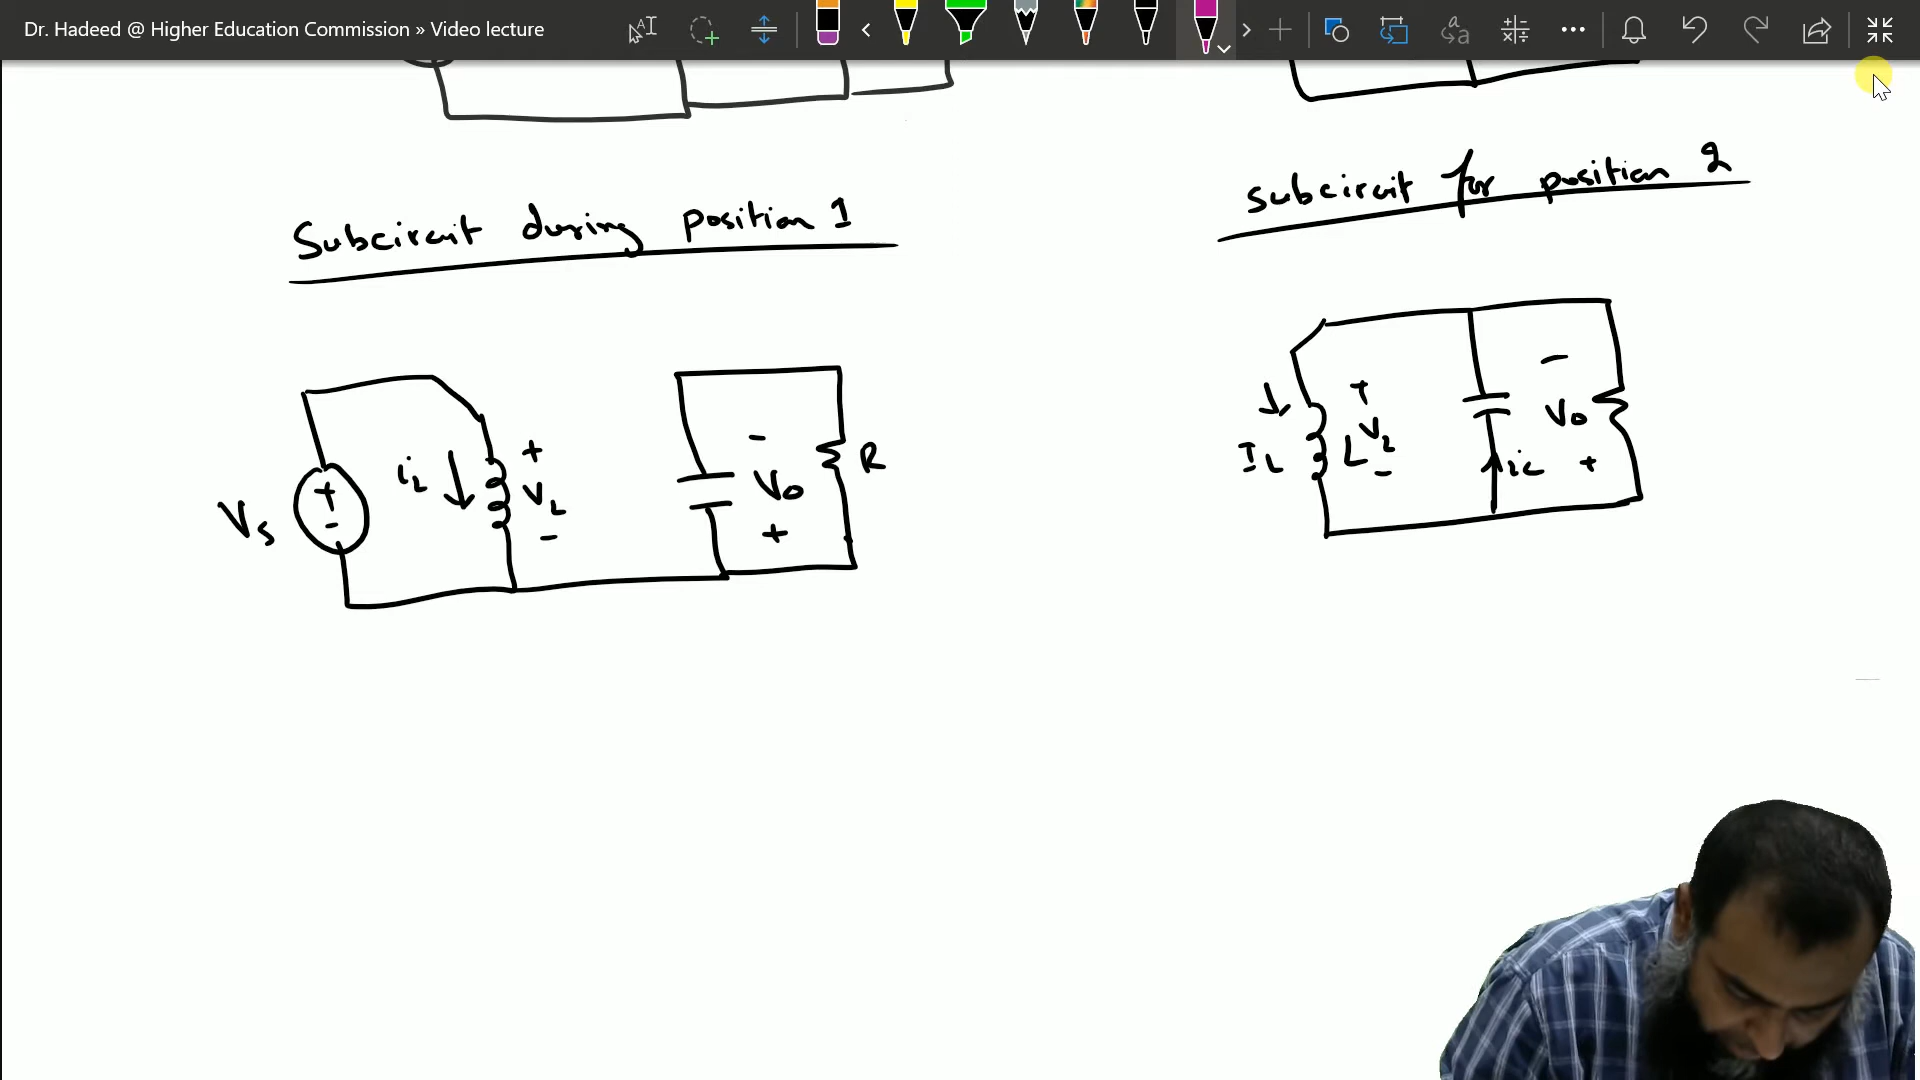 Dr. Hadeed @ Higher Education Commission » Video lecture
Subcircuit during position 1
subcircuit for position 2
Vs
+
-
iL
+
VL
-
-
Vo
+
R
IL
L
+
VL
-
ic
-
Vo
+